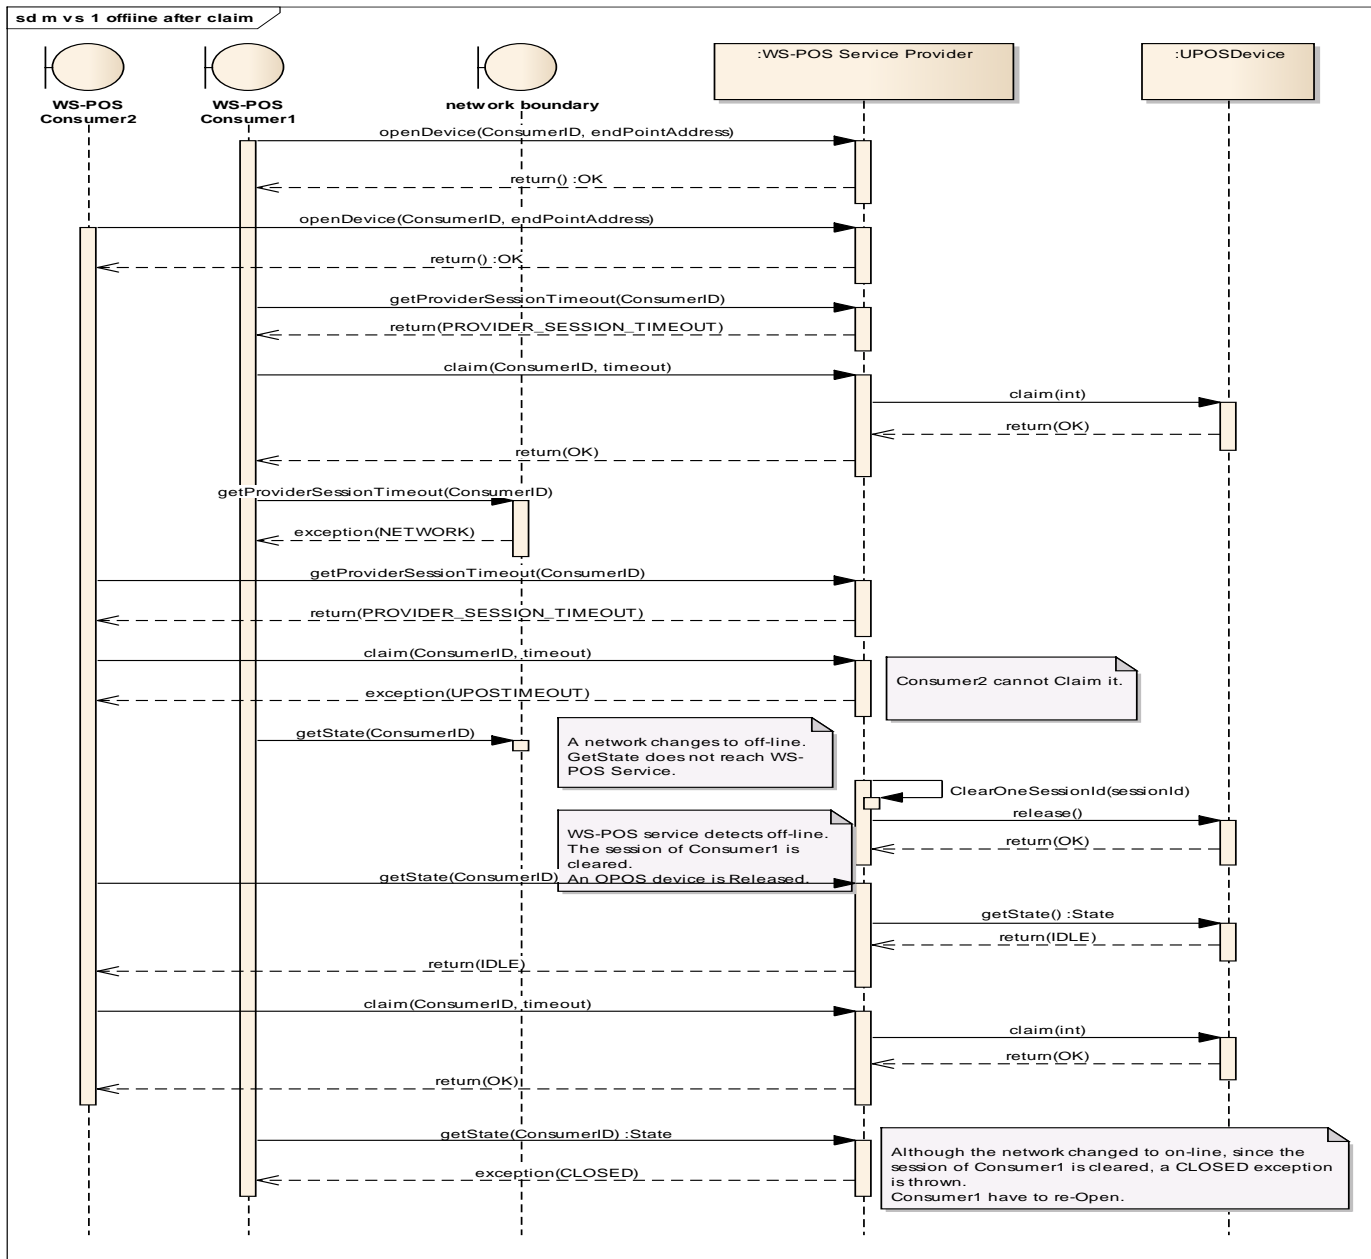 sd m v s 1 offline after claim
:WS-POS Service Provider
:UPOSDevice
WS-POS
Consumer2
WS-POS
Consumer1
network boundary
openDevice(ConsumerID, endPointAddress)
return() :OK
openDevice(ConsumerID, endPointAddress)
return() :OK
getProviderSessionTimeout(ConsumerID)
return(PROVIDER_SESSION_TIMEOUT)
claim(ConsumerID, timeout)
claim(int)
return(OK)
return(OK)
getProviderSessionTimeout(ConsumerID)
exception(NETWORK)
getProviderSessionTimeout(ConsumerID)
return(PROVIDER_SESSION_TIMEOUT)
claim(ConsumerID, timeout)
Consumer2 cannot Claim it.
exception(UPOSTIMEOUT)
getState(ConsumerID)
A network changes to off-line.
GetState does not reach WS-
POS Service.
ClearOneSessionId(sessionId)
release()
WS-POS service detects off-line.
The session of Consumer1 is
cleared.
An OPOS device is Released.
return(OK)
getState(ConsumerID)
getState() :State
return(IDLE)
return(IDLE)
claim(ConsumerID, timeout)
claim(int)
return(OK)
return(OK)
getState(ConsumerID) :State
exception(CLOSED)
Although the network changed to on-line, since the
session of Consumer1 is cleared, a CLOSED exception
is thrown.
Consumer1 have to re-Open.